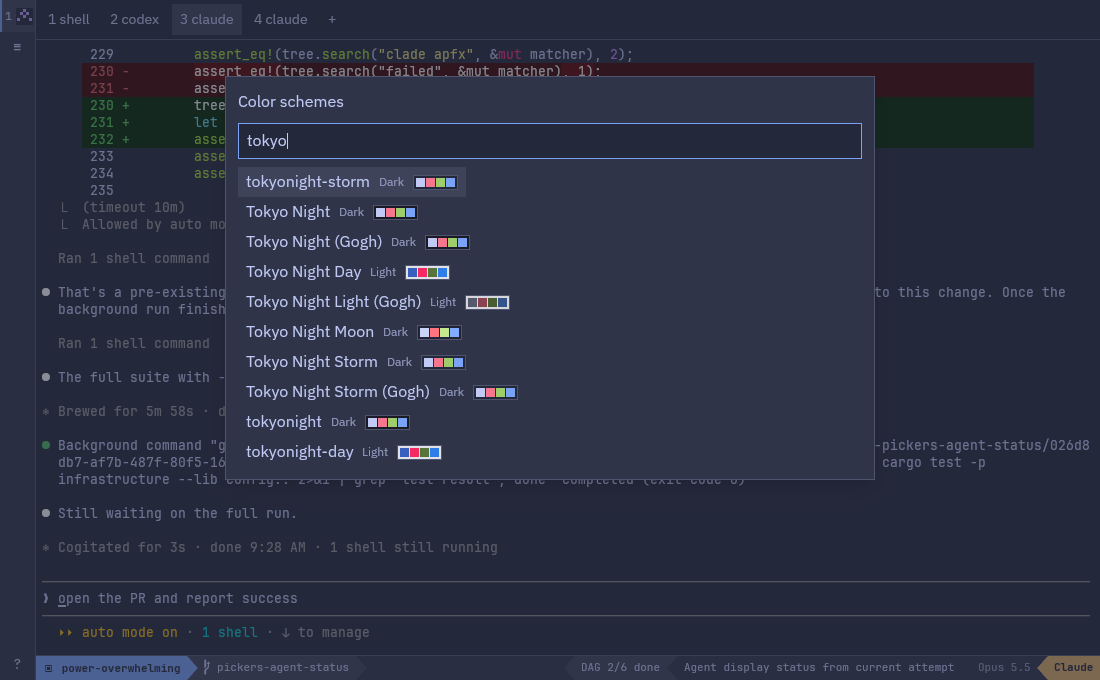 1
1 shell 2 codex 3 claude 4 claude +
≡
229 assert_eq!(tree.search("clade apfx", &mut matcher), 2);
230 - assert_eq!(tree.search("failed", &mut matcher), 1);
231 - asse
230 + tree
231 + let
232 + asse
233 asse
234 asse
235
Color schemes
tokyo
tokyonight-storm Dark
Tokyo Night Dark
Tokyo Night (Gogh) Dark
Tokyo Night Day Light
Tokyo Night Light (Gogh) Light
Tokyo Night Moon Dark
Tokyo Night Storm Dark
Tokyo Night Storm (Gogh) Dark
tokyonight Dark
tokyonight-day Light
└ (timeout 10m)
└ Allowed by auto mo
Ran 1 shell command
● That's a pre-existing to this change. Once the
background run finish
Ran 1 shell command
● The full suite with -
✻ Brewed for 5m 58s · d
● Background command "g -pickers-agent-status/026d8
db7-af7b-487f-80f5-16 cargo test -p
infrastructure --lib config:: 2>&1 | grep "test result"; done" completed (exit code 0)
● Still waiting on the full run.
✻ Cogitated for 3s · done 9:28 AM · 1 shell still running
❯ open the PR and report success
⏵⏵ auto mode on · 1 shell · ↓ to manage
?
power-overwhelming pickers-agent-status DAG 2/6 done Agent display status from current attempt Opus 5.5 Claude